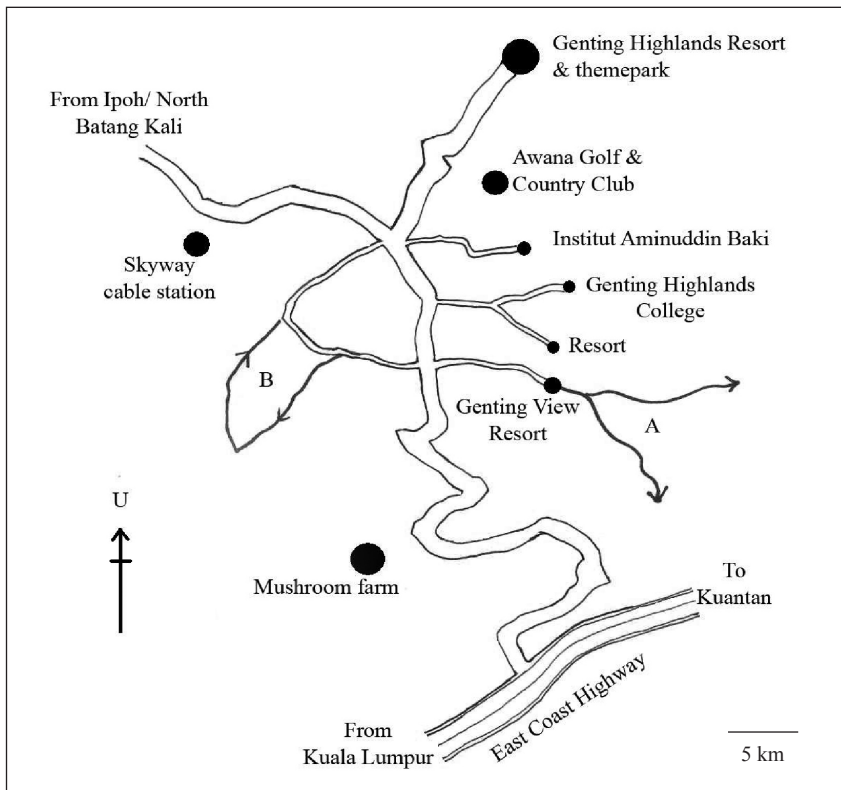 Genting Highlands Resort
& themepark
From Ipoh/ North
Batang Kali
Awana Golf &
Country Club
Institut Aminuddin Baki
Skyway
cable station
Genting Highlands
College
Resort
B
Genting View
Resort
A
U
Mushroom farm
To
Kuantan
East Coast Highway
From
Kuala Lumpur
5 km